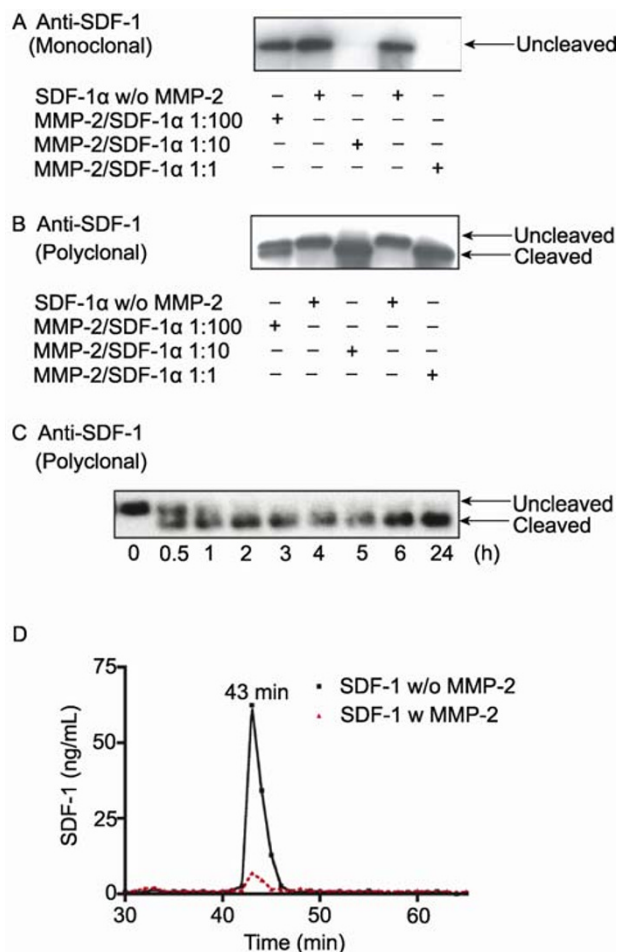 A Anti-SDF-1
(Monoclonal)
Uncleaved
SDF-1α w/o MMP-2 – + – + –
MMP-2/SDF-1α 1:100 + – – – –
MMP-2/SDF-1α 1:10 – – + – –
MMP-2/SDF-1α 1:1 – – – – +
B Anti-SDF-1
(Polyclonal)
Uncleaved
Cleaved
SDF-1α w/o MMP-2 – + – + –
MMP-2/SDF-1α 1:100 + – – – –
MMP-2/SDF-1α 1:10 – – + – –
MMP-2/SDF-1α 1:1 – – – – +
C Anti-SDF-1
(Polyclonal)
Uncleaved
Cleaved
0 0.5 1 2 3 4 5 6 24 (h)
D
75
50
25
0
SDF-1 (ng/mL)
43 min
SDF-1 w/o MMP-2
SDF-1 w MMP-2
30 40 50 60
Time (min)